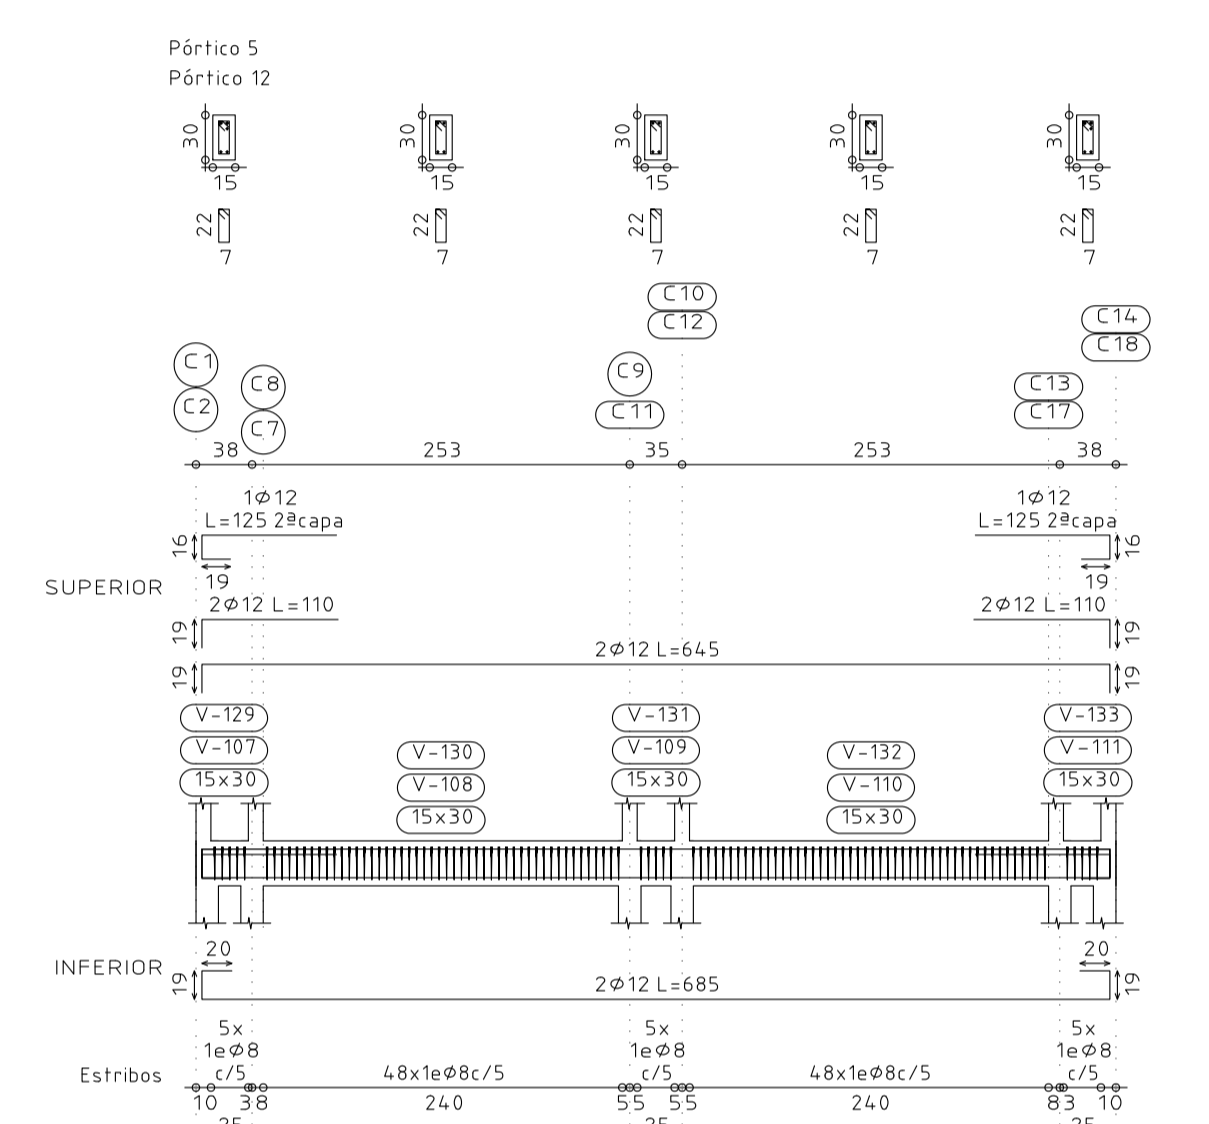 Pórtico 5
Pórtico 12
30 30 30 30 30
15 15 15 15 15
22 22 22 22 22
7 7 7 7 7
C10
C12
C14
C18
C1
C2
C8
C7
C9
C11
C13
C17
38 253 35 253 38
1Ø12 1Ø12
L=125 2ªcapa L=125 2ªcapa
16 16
19 19
SUPERIOR
2Ø12 L=110 2Ø12 L=110
19 19
2Ø12 L=645
19 19
V-129 V-131 V-133
V-107 V-109 V-111
15x30 15x30 15x30
V-130 V-132
V-108 V-110
15x30 15x30
20 20
INFERIOR
19 19
2Ø12 L=685
5x 5x 5x
1eØ8 1eØ8 1eØ8
Estribos c/5 48x1eØ8c/5 c/5 48x1eØ8c/5 c/5
10 38 240 55 55 240 83 10